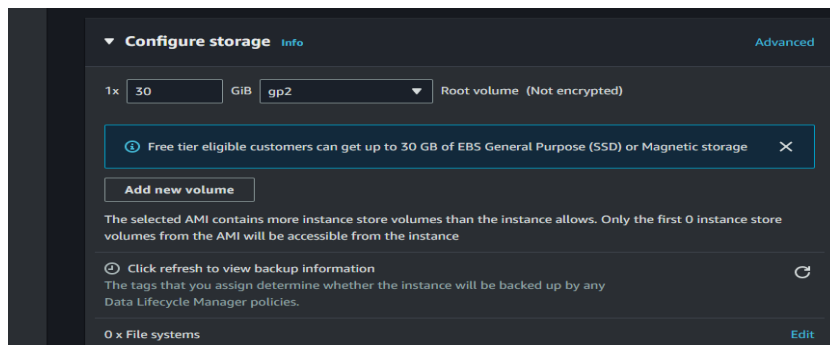 Configure storage Info Advanced
1x 30 GiB gp2 Root volume (Not encrypted)
Free tier eligible customers can get up to 30 GB of EBS General Purpose (SSD) or Magnetic storage
Add new volume
The selected AMI contains more instance store volumes than the instance allows. Only the first 0 instance store
volumes from the AMI will be accessible from the instance
Click refresh to view backup information
The tags that you assign determine whether the instance will be backed up by any
Data Lifecycle Manager policies.
0 x File systems Edit